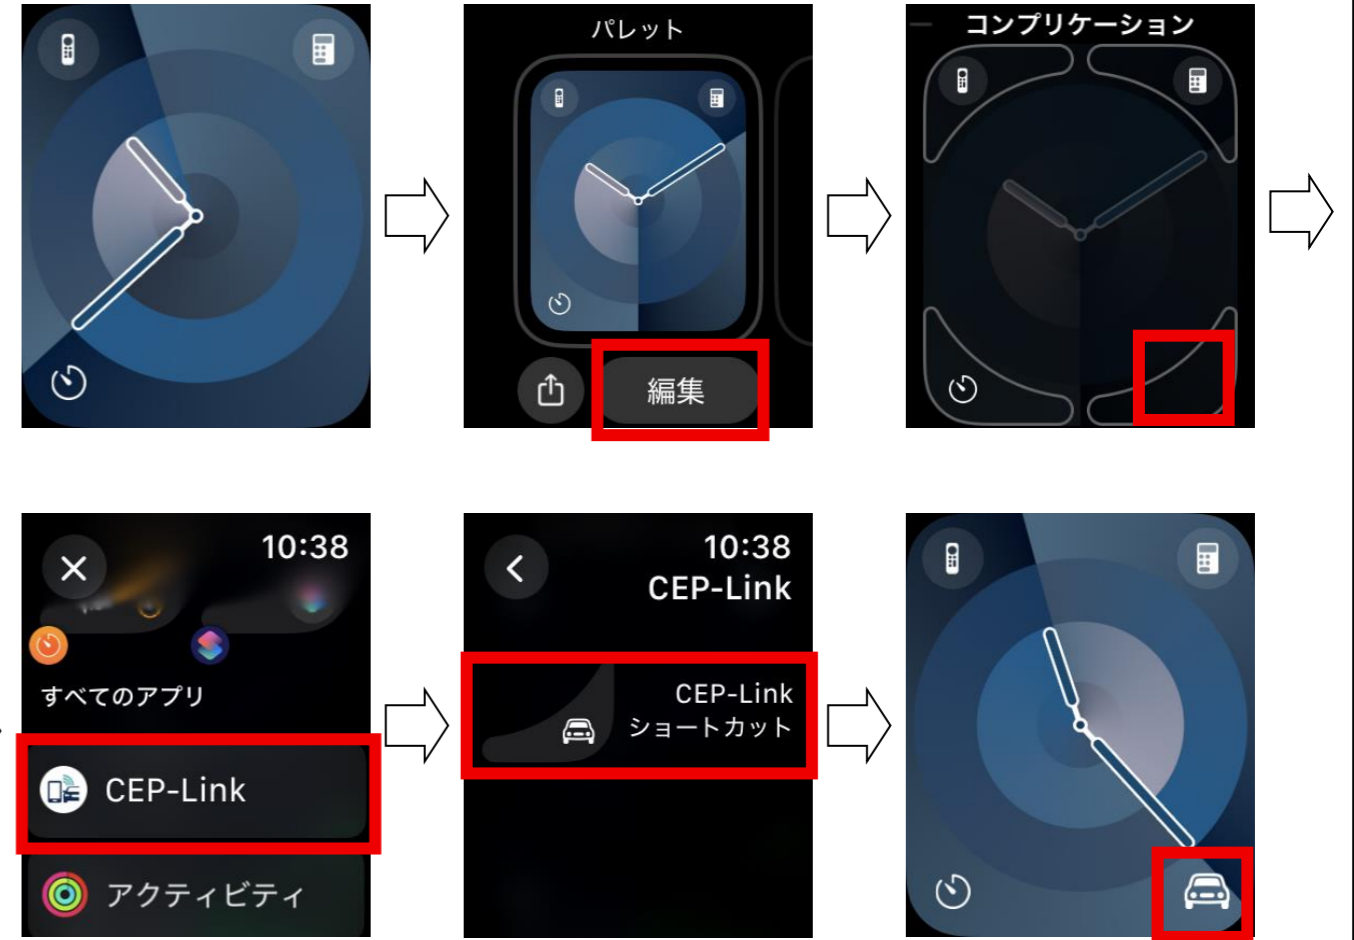 パレット
編集
コンプリケーション
10:38
すべてのアプリ
CEP-Link
アクティビティ
10:38
CEP-Link
CEP-Link
ショートカット